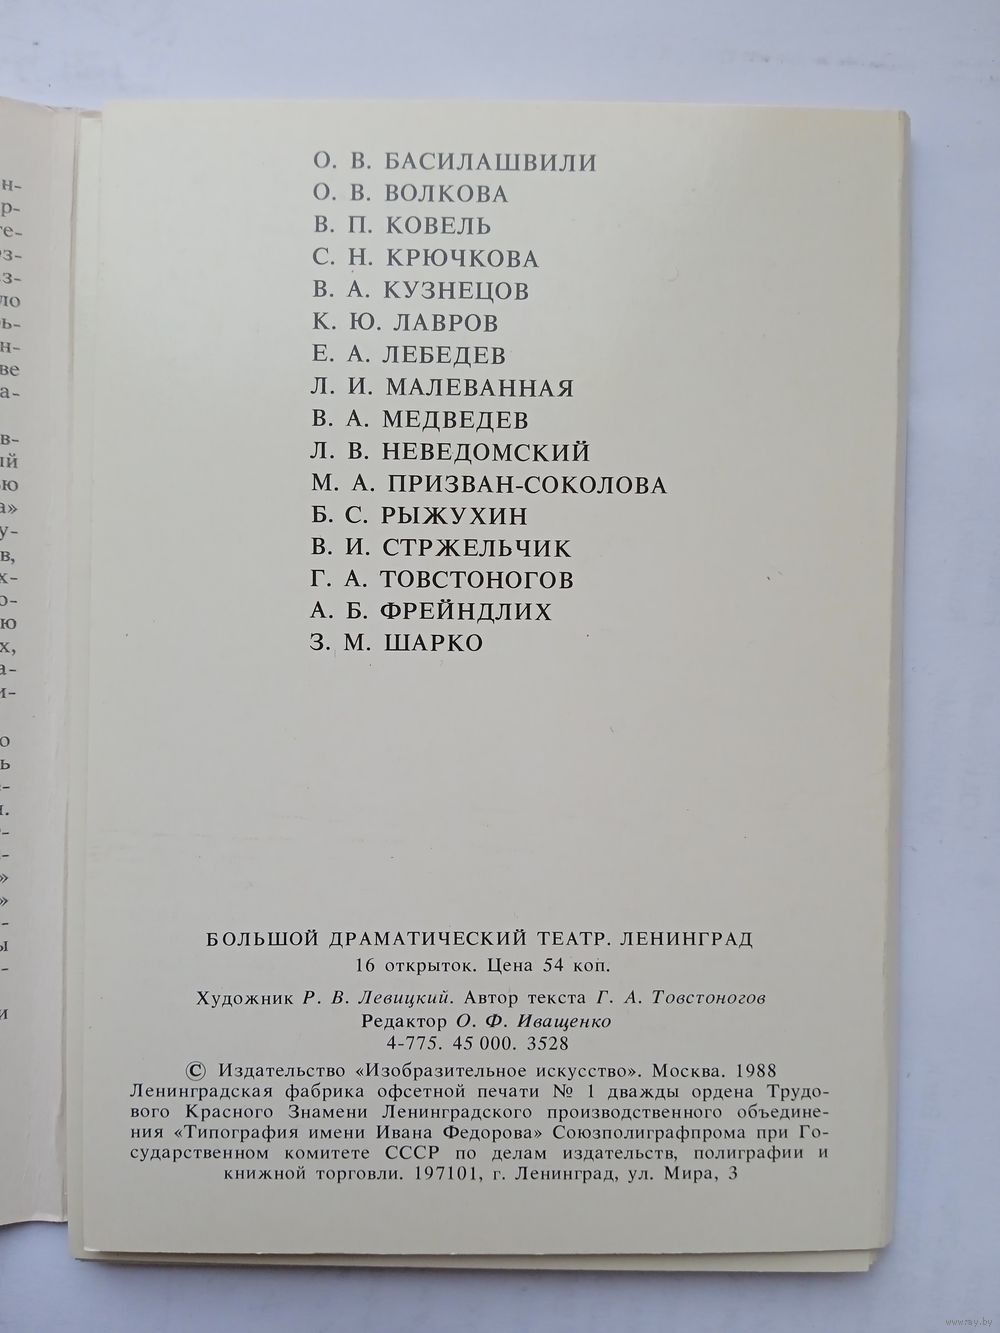 О. В. БАСИЛАШВИЛИ
О. В. ВОЛКОВА
В. П. КОВЕЛЬ
С. Н. КРЮЧКОВА
В. А. КУЗНЕЦОВ
К. Ю. ЛАВРОВ
Е. А. ЛЕБЕДЕВ
Л. И. МАЛЕВАННАЯ
В. А. МЕДВЕДЕВ
Л. В. НЕВЕДОМСКИЙ
М. А. ПРИЗВАН-СОКОЛОВА
Б. С. РЫЖУХИН
В. И. СТРЖЕЛЬЧИК
Г. А. ТОВСТОНОГОВ
А. Б. ФРЕЙНДЛИХ
З. М. ШАРКО
БОЛЬШОЙ ДРАМАТИЧЕСКИЙ ТЕАТР. ЛЕНИНГРАД
16 открыток. Цена 54 коп.
Художник Р. В. Левицкий. Автор текста Г. А. Товстоногов
Редактор О. Ф. Иващенко
4-775. 45 000. 3528
© Издательство «Изобразительное искусство». Москва. 1988
Ленинградская фабрика офсетной печати № 1 дважды ордена Трудо-
вого Красного Знамени Ленинградского производственного объедине-
ния «Типография имени Ивана Федорова» Союзполиграфпрома при Го-
сударственном комитете СССР по делам издательств, полиграфии и
книжной торговли. 197101, г. Ленинград, ул. Мира, 3
www.ray.by